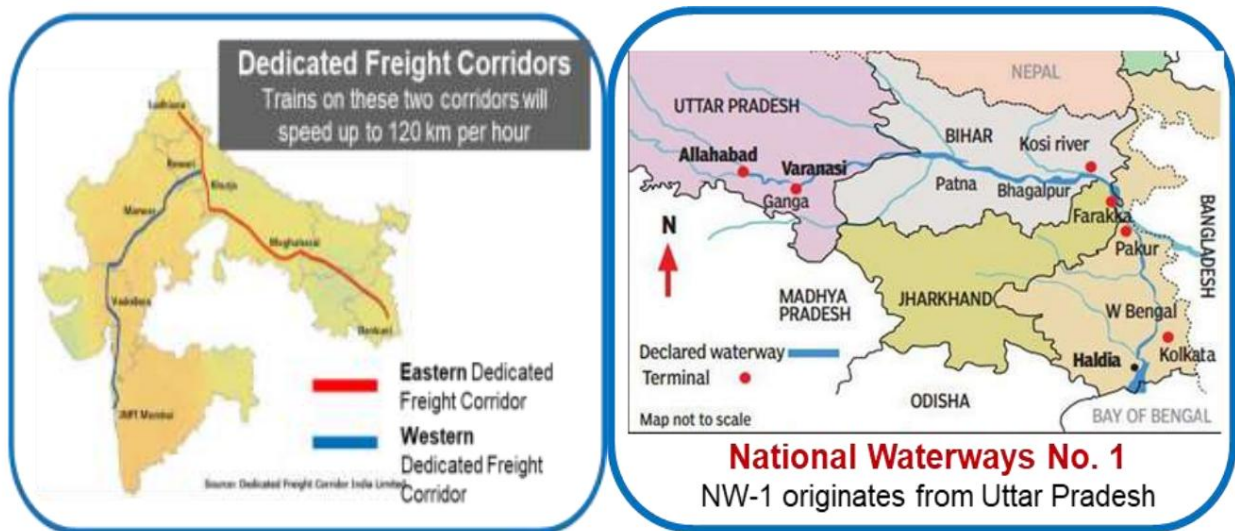 Dedicated Freight Corridors
Trains on these two corridors will
speed up to 120 km per hour
Ludhiana
Rewari
Khurja
Marwar
Mughalsarai
Vadodara
Dankuni
JNPT Mumbai
Eastern Dedicated
Freight Corridor
Western
Dedicated Freight
Corridor
Source: Dedicated Freight Corridor India Limited
NEPAL
UTTAR PRADESH
BIHAR
Kosi river
Allahabad
Varanasi
Ganga
Patna
Bhagalpur
Farakka
Pakur
BANGLADESH
N
MADHYA
PRADESH
JHARKHAND
W Bengal
Declared waterway
Terminal
Haldia
Kolkata
Map not to scale
ODISHA
BAY OF BENGAL
National Waterways No. 1
NW-1 originates from Uttar Pradesh